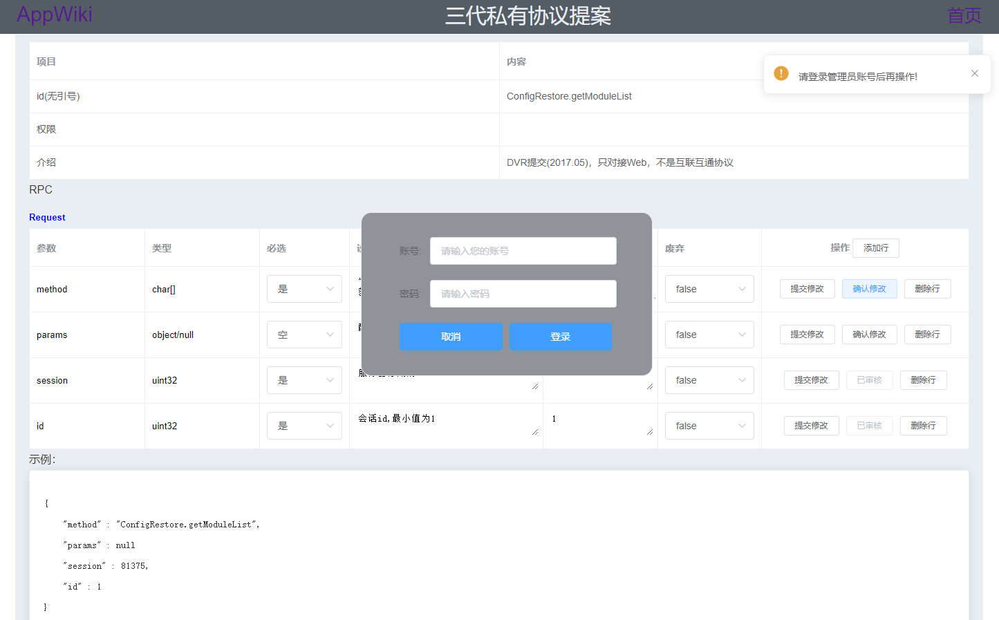 AppWiki
三代私有协议提案
首页
项目 内容
请登录管理员账号后再操作!
id(无引号) ConfigRestore.getModuleList
权限
介绍 DVR提交(2017.05)，只对接Web，不是互联互通协议
RPC
Request
参数 类型 必选 废弃 操作 添加行
账号: 请输入您的账号
method char[] 是 false 提交修改 确认修改 删除行
密码: 请输入密码
params object/null 空 false 提交修改 确认修改 删除行
取消 登录
session uint32 是 false 提交修改 已审核 删除行
id uint32 是 会话id,最小值为1 1 false 提交修改 已审核 删除行
示例：
{
"method" : "ConfigRestore.getModuleList",
"params" : null
"session" : 81375,
"id" : 1
}